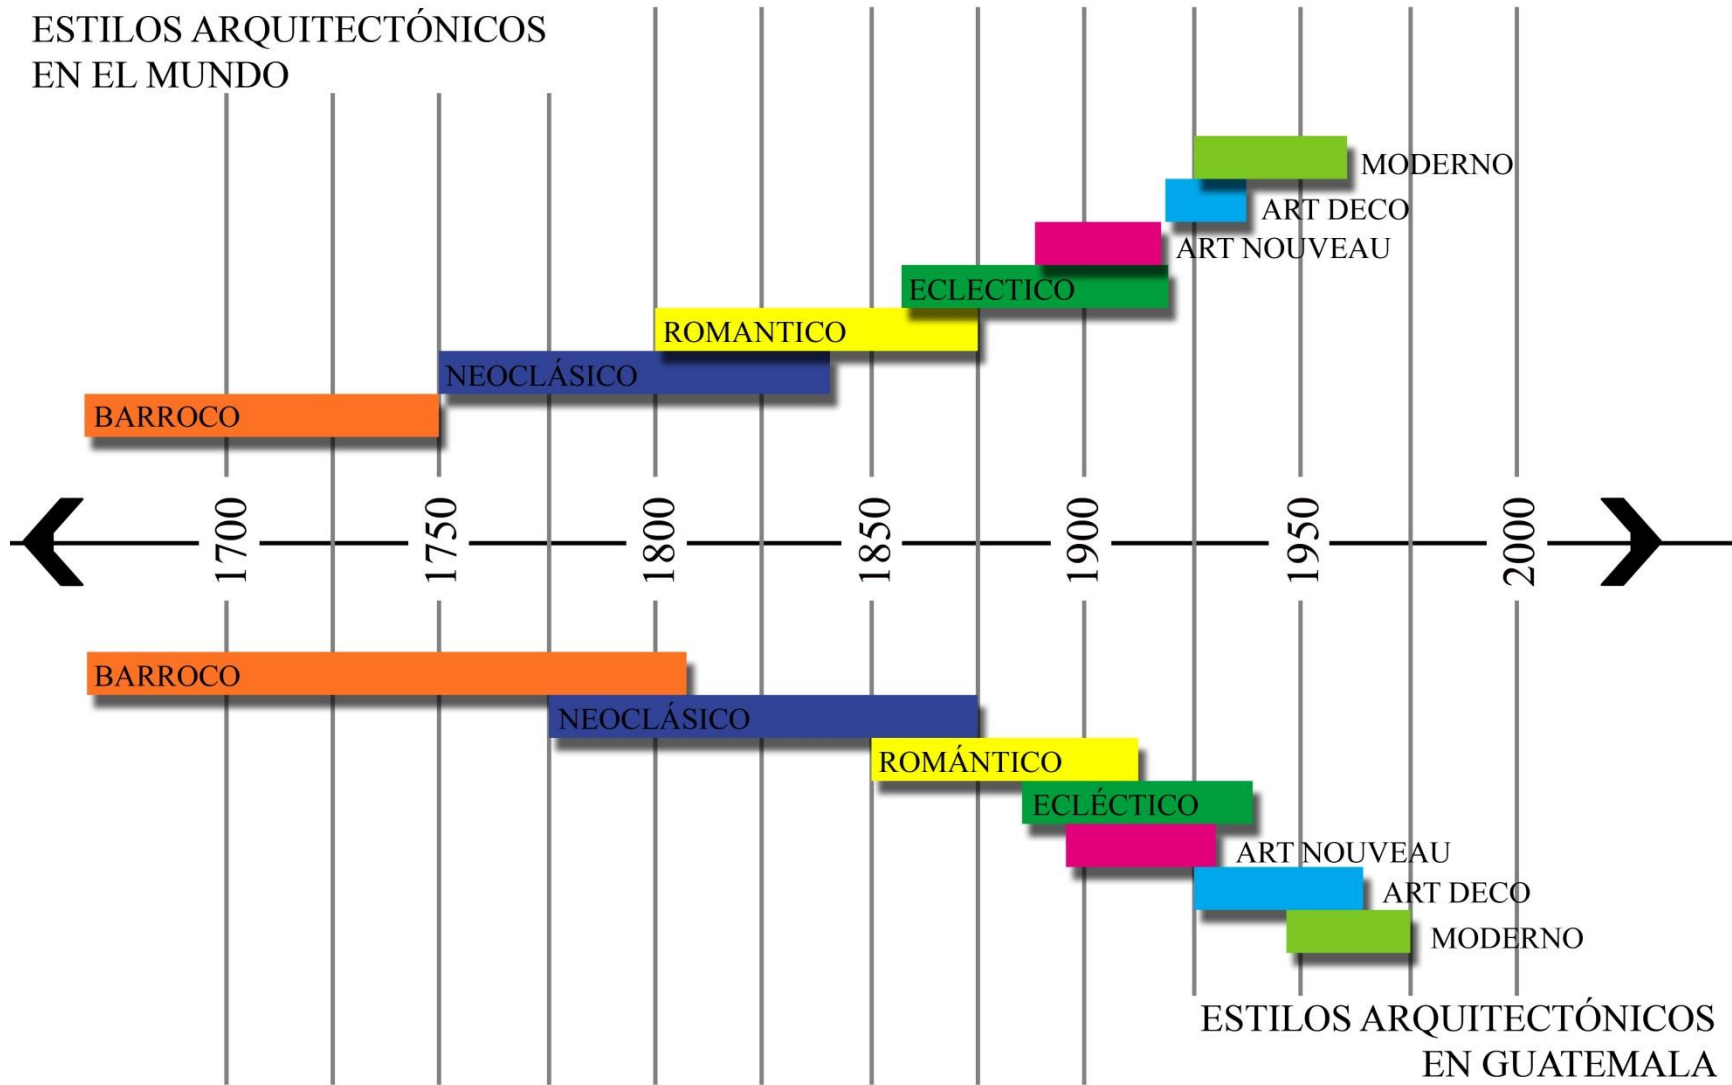 ESTILOS ARQUITECTÓNICOS
EN EL MUNDO
MODERNO
ART DECO
ART NOUVEAU
ECLECTICO
ROMANTICO
NEOCLÁSICO
BARROCO
1700
1750
1800
1850
1900
1950
2000
BARROCO
NEOCLÁSICO
ROMÁNTICO
ECLÉCTICO
ART NOUVEAU
ART DECO
MODERNO
ESTILOS ARQUITECTÓNICOS
EN GUATEMALA